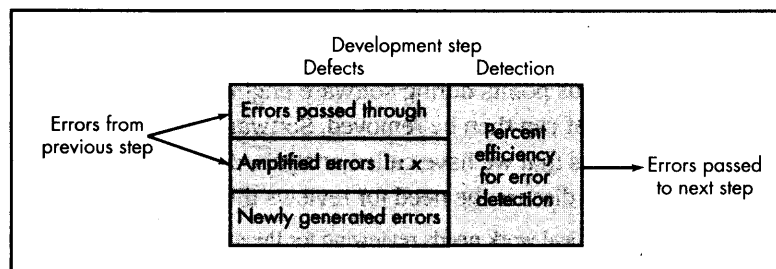 Development step
Defects
Detection
Errors from
previous step
Errors passed through
Amplified errors 1 : x
Newly generated errors
Percent
efficiency
for error
detection
Errors passed
to next step